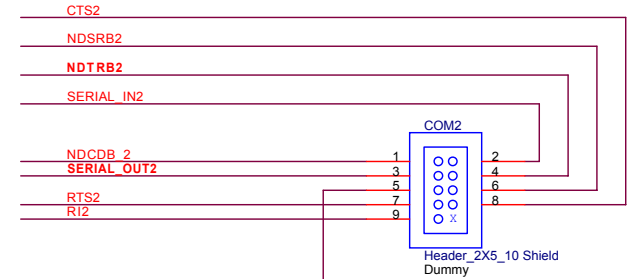 CTS2
NDSRB2
NDTRB2
SERIAL_IN2
COM2
NDCDB_2
1
2
SERIAL_OUT2
3
4
5
6
RTS2
7
8
RI2
9
X
Header_2X5_10 Shield
Dummy